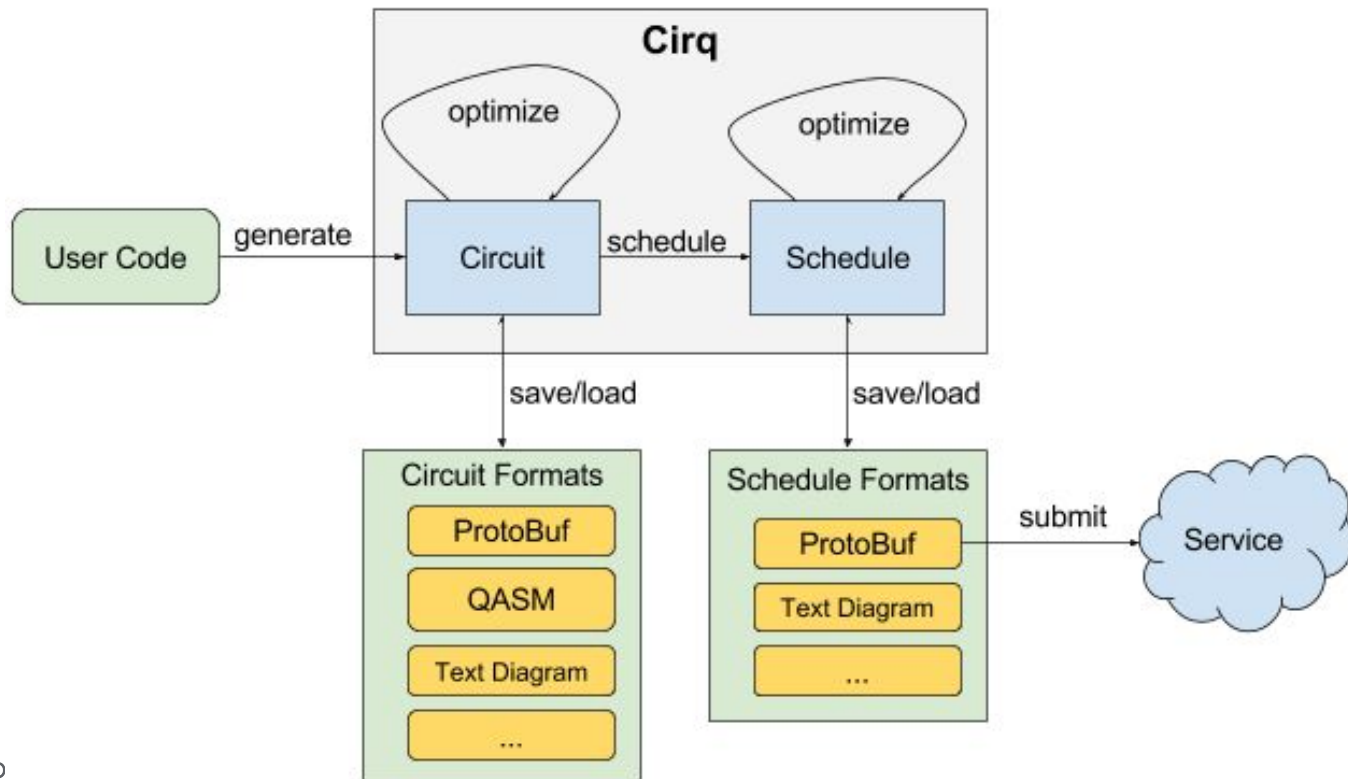 Cirq
optimize
optimize
User Code
generate
Circuit
schedule
Schedule
save/load
save/load
Circuit Formats
ProtoBuf
QASM
Text Diagram
...
Schedule Formats
ProtoBuf
Text Diagram
...
submit
Service